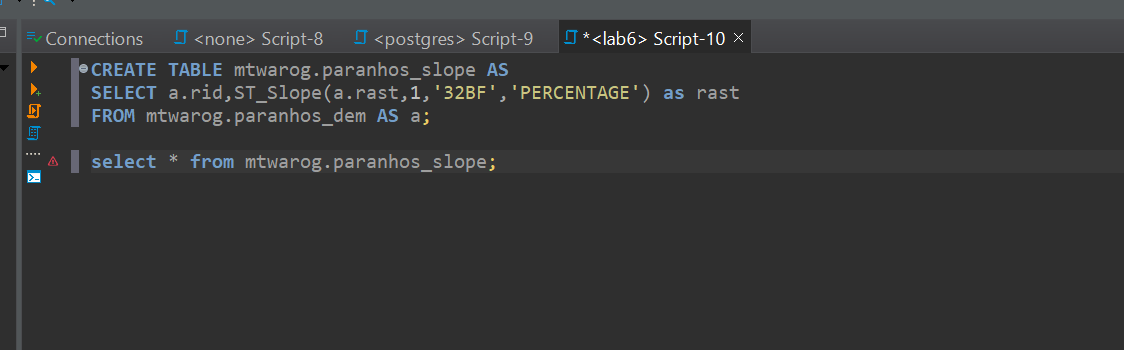 Connections <none> Script-8 <postgres> Script-9 *<lab6> Script-10
CREATE TABLE mtwarog.paranhos_slope AS
SELECT a.rid,ST_Slope(a.rast,1,'32BF','PERCENTAGE') as rast
FROM mtwarog.paranhos_dem AS a;
select * from mtwarog.paranhos_slope;